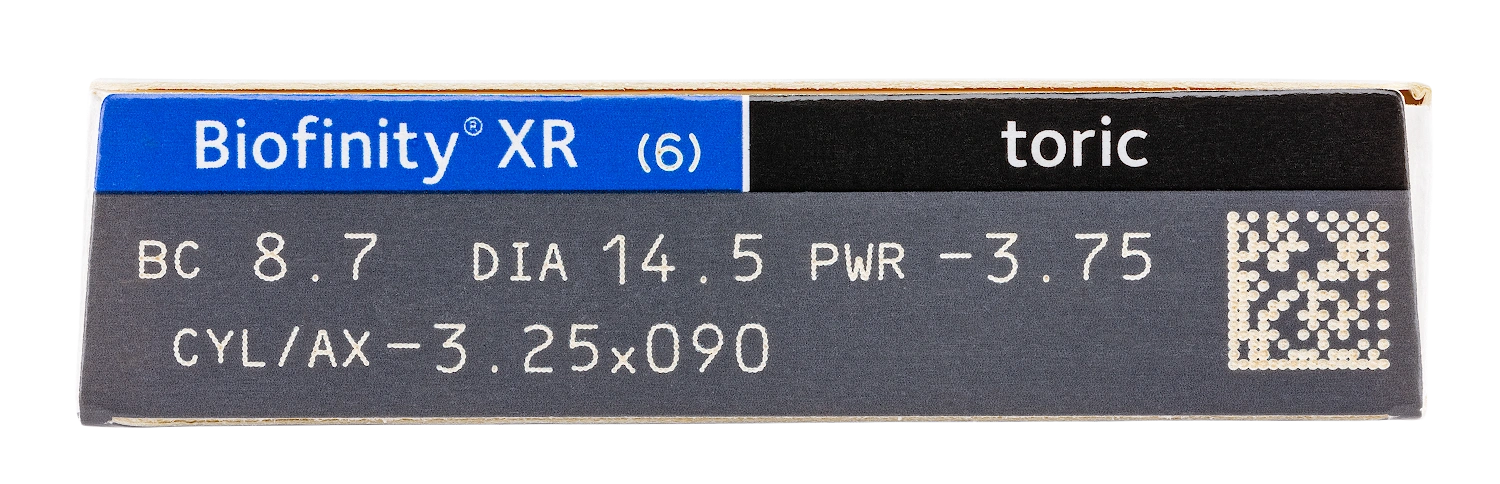 Biofinity® XR (6) toric
BC 8.7 DIA 14.5 PWR -3.75
CYL/AX-3.25x090